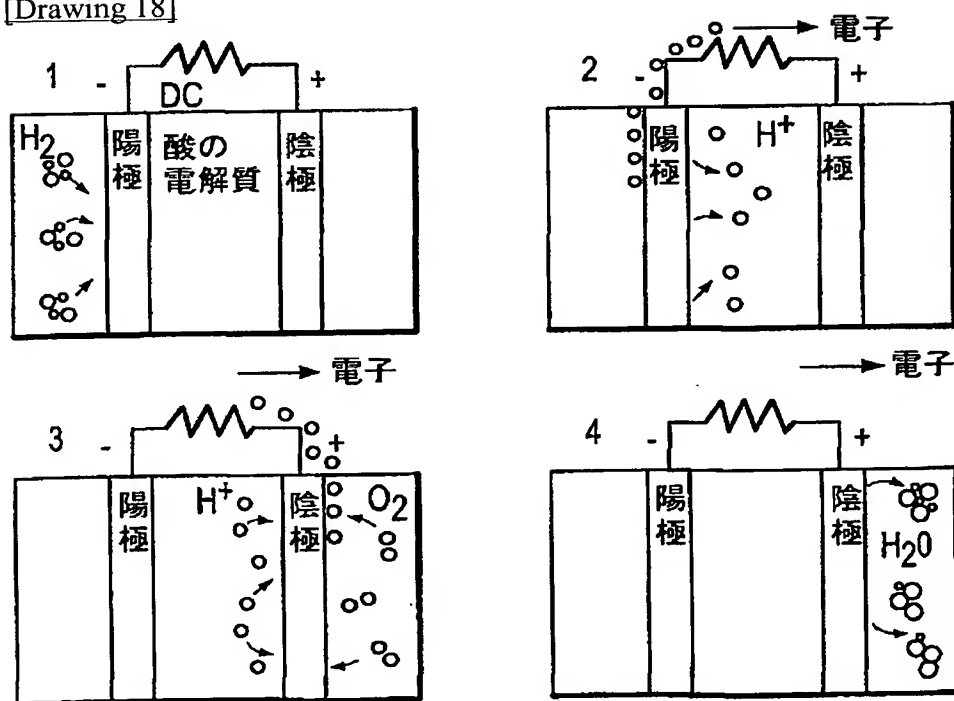 [Drawing 18]
1 - DC +
H2
陽極
酸の
電解質
陰極
2 - + → 電子
陽極
H+
陰極
3 - + → 電子
陽極
H+
陰極
O2
4 - + → 電子
陽極
陰極
H2O